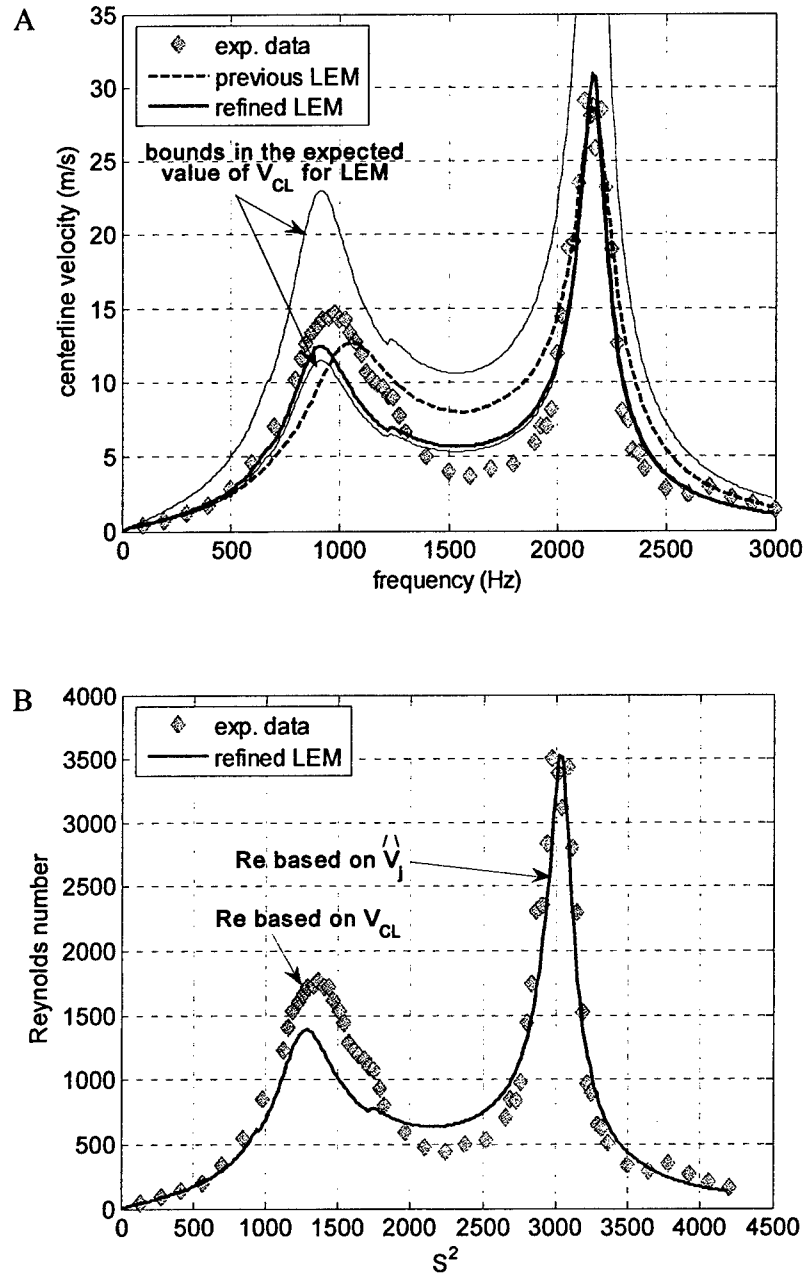 A
35
30
25
20
15
10
5
0
centerline velocity (m/s)
exp. data
previous LEM
refined LEM
bounds in the expected
value of V_CL for LEM
0 500 1000 1500 2000 2500 3000
frequency (Hz)
B
4000
3500
3000
2500
2000
1500
1000
500
0
Reynolds number
exp. data
refined LEM
Re based on V_j
Re based on V_CL
0 500 1000 1500 2000 2500 3000 3500 4000 4500
S²